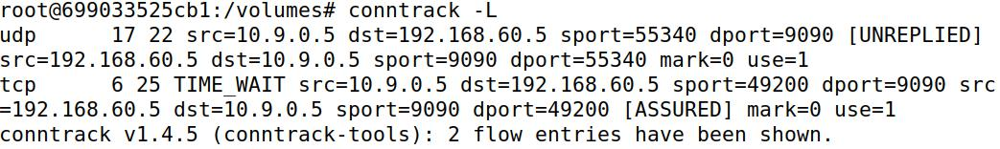 root@699033525cb1:/volumes# conntrack -L
udp      17 22 src=10.9.0.5 dst=192.168.60.5 sport=55340 dport=9090 [UNREPLIED]
src=192.168.60.5 dst=10.9.0.5 sport=9090 dport=55340 mark=0 use=1
tcp      6 25 TIME_WAIT src=10.9.0.5 dst=192.168.60.5 sport=49200 dport=9090 src
=192.168.60.5 dst=10.9.0.5 sport=9090 dport=49200 [ASSURED] mark=0 use=1
conntrack v1.4.5 (conntrack-tools): 2 flow entries have been shown.